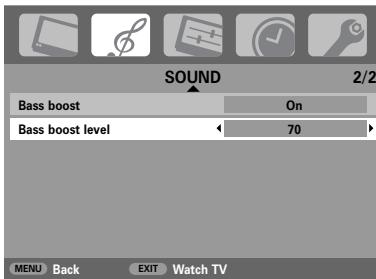 SOUND 2/2
Bass boost On
Bass boost level 70
MENU Back EXIT Watch TV